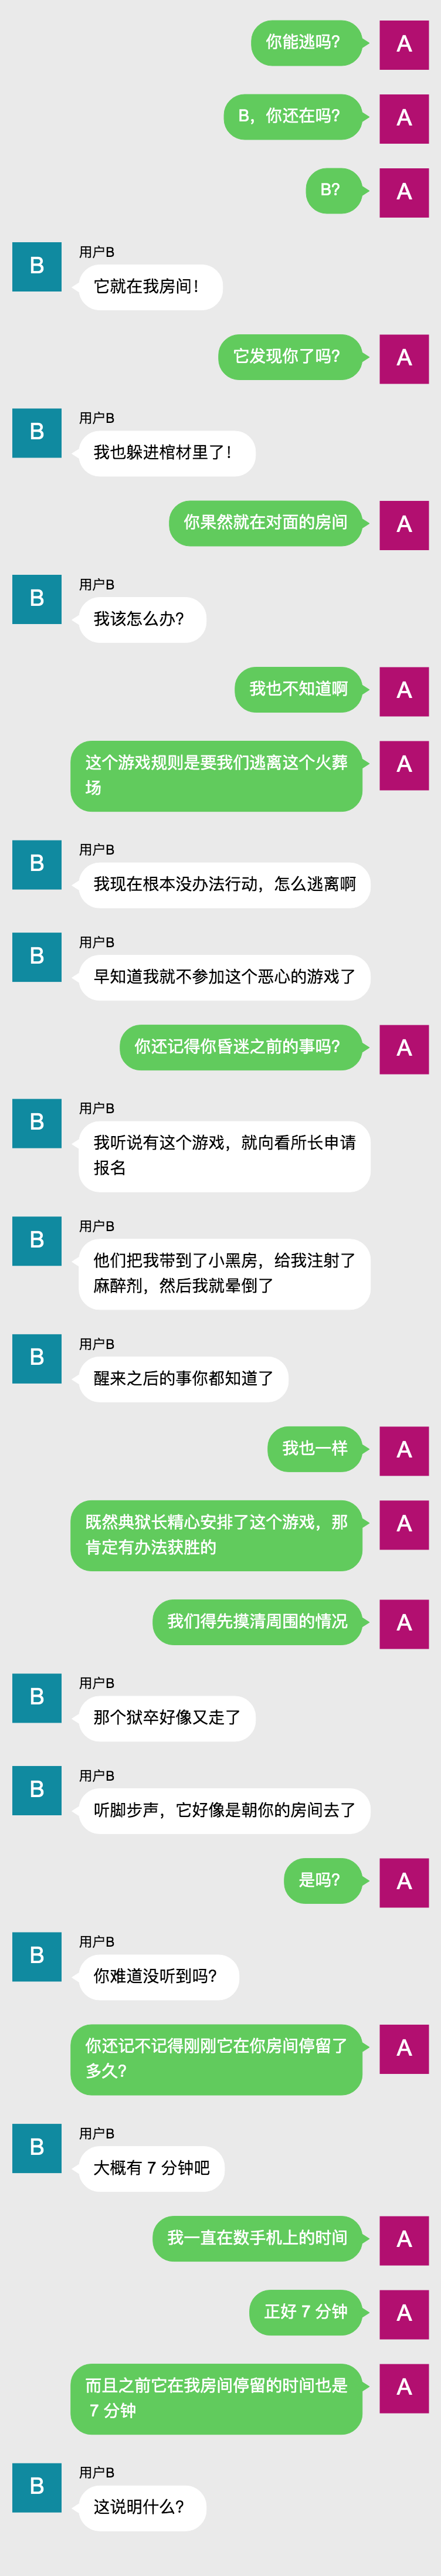 你能逃吗？
A
B，你还在吗？
A
B?
A
B
用户B
它就在我房间！
它发现你了吗？
A
B
用户B
我也躲进棺材里了！
你果然就在对面的房间
A
B
用户B
我该怎么办？
我也不知道啊
A
这个游戏规则是要我们逃离这个火葬
场
A
B
用户B
我现在根本没办法行动，怎么逃离啊
B
用户B
早知道我就不参加这个恶心的游戏了
你还记得你昏迷之前的事吗？
A
B
用户B
我听说有这个游戏，就向看所长申请
报名
B
用户B
他们把我带到了小黑房，给我注射了
麻醉剂，然后我就晕倒了
B
用户B
醒来之后的事你都知道了
我也一样
A
既然典狱长精心安排了这个游戏，那
肯定有办法获胜的
A
我们得先摸清周围的情况
A
B
用户B
那个狱卒好像又走了
B
用户B
听脚步声，它好像是朝你的房间去了
是吗？
A
B
用户B
你难道没听到吗？
你还记不记得刚刚它在你房间停留了
多久？
A
B
用户B
大概有 7 分钟吧
我一直在数手机上的时间
A
正好 7 分钟
A
而且之前它在我房间停留的时间也是
7 分钟
A
B
用户B
这说明什么？